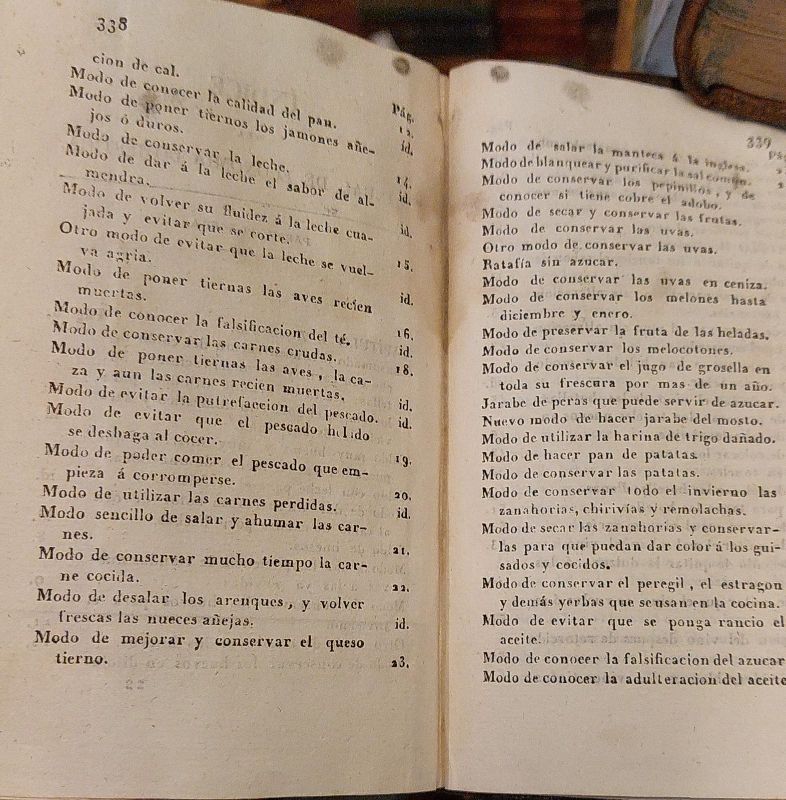 338
cion de cal.
Pág.
Modo de conocer la calidad del pan. 12.
Modo de poner tiernos los jamones añe-
jos ó duros. id.
Modo de conservar la leche. 14.
Modo de dar á la leche el sabor de al-
mendra. id.
Modo de volver su fluidez á la leche cua-
jada y evitar que se corte. id.
Otro modo de evitar que la leche se vuel-
va agria. 15.
Modo de poner tiernas las aves recien
muertas. id.
Modo de conocer la falsificacion del té. 16.
Modo de conservar las carnes crudas. id.
Modo de poner tiernas las aves, la ca-
za y aun las carnes recien muertas. 18.
Modo de evitar la putrefaccion del pescado. id.
Modo de evitar que el pescado helado
se deshaga al cocer. id.
Modo de poder comer el pescado que em-
pieza á corromperse. 19.
Modo de utilizar las carnes perdidas. 20.
Modo sencillo de salar y ahumar las car-
nes. id.
Modo de conservar mucho tiempo la car-
ne cocida. 21.
Modo de desalar los arenques, y volver
frescas las nueces añejas. 22.
Modo de mejorar y conservar el queso id.
tierno. 23.
339
Pág
Modo de salar la manteca á la inglesa.
Modo de blanquear y purificar la sal comun.
Modo de conservar los pepinillos, y de
conocer si tiene cobre el adobo.
Modo de secar y conservar las frutas.
Modo de conservar las uvas.
Otro modo de conservar las uvas.
Ratafia sin azucar.
Modo de conservar las uvas en ceniza.
Modo de conservar los melones hasta
diciembre y enero.
Modo de preservar la fruta de las heladas.
Modo de conservar los melocotones.
Modo de conservar el jugo de grosella en
toda su frescura por mas de un año.
Jarabe de peras que puede servir de azucar.
Nuevo modo de hacer jarabe del mosto.
Modo de utilizar la harina de trigo dañado.
Modo de hacer pan de patatas
Modo de conservar las patatas.
Modo de conservar todo el invierno las
zanahorias, chirivías y remolachas.
Modo de secar las zanahorias y conservar-
las para que puedan dar color á los gui-
sados y cocidos.
Modo de conservar el peregil, el estragon
y demás yerbas que se usan en la cocina.
Modo de evitar que se ponga rancio el
aceite.
Modo de conocer la falsificacion del azucar
Modo de conocer la adulteracion del aceite